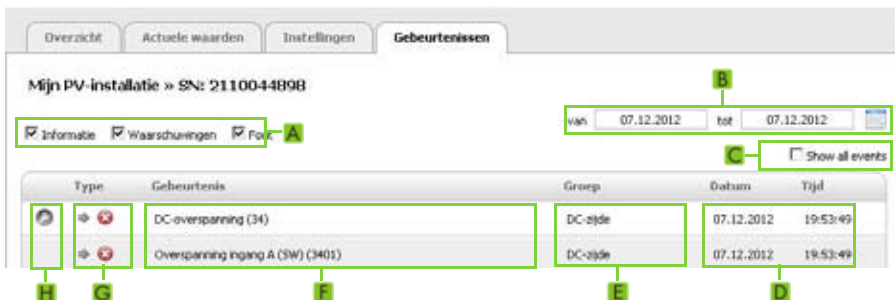 Overzicht Actuele waarden Instellingen Gebeurtenissen
Mijn PV-installatie » SN: 2110044898
B
van 07.12.2012 tot 07.12.2012
Informatie Waarschuwingen Fout A
C Show all events
Type Gebeurtenis Groep Datum Tijd
DC-overspanning (34) DC-zijde 07.12.2012 19:53:49
Overspanning ingang A (SW) (3401) DC-zijde 07.12.2012 19:53:49
H G F E D